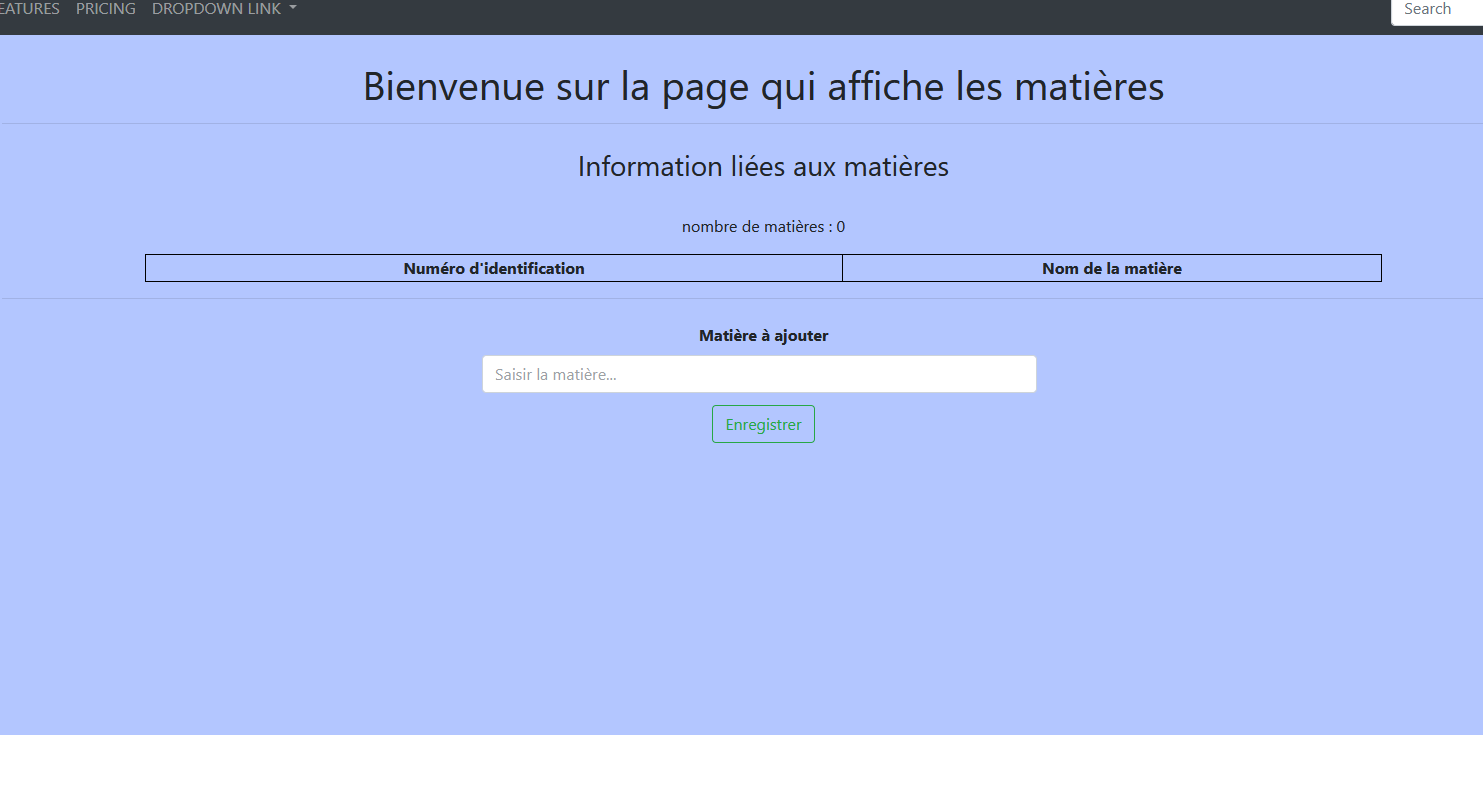 EATURES PRICING DROPDOWN LINK Search
Bienvenue sur la page qui affiche les matières
Information liées aux matières
nombre de matières : 0
Numéro d'identification Nom de la matière
Matière à ajouter
Saisir la matière...
Enregistrer